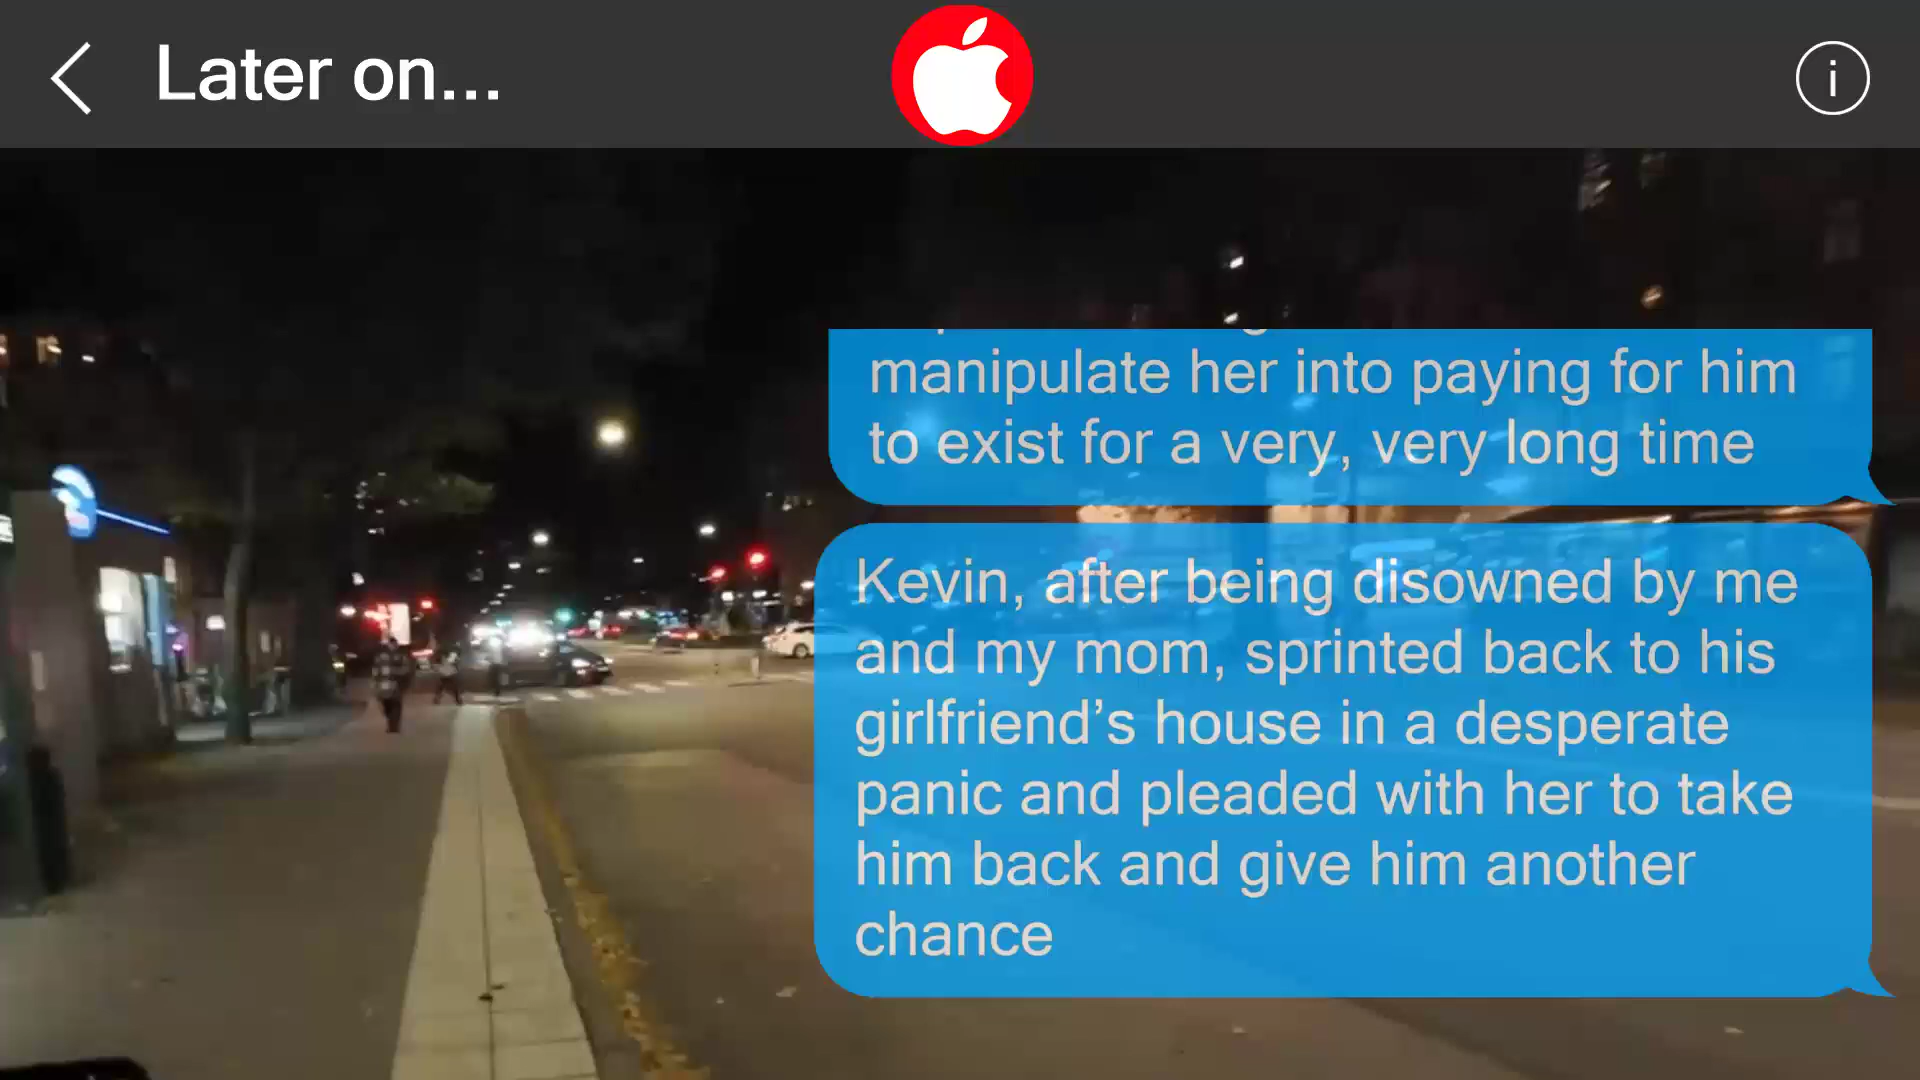 Later on...
manipulate her into paying for him
to exist for a very, very long time
Kevin, after being disowned by me
and my mom, sprinted back to his
girlfriend’s house in a desperate
panic and pleaded with her to take
him back and give him another
chance